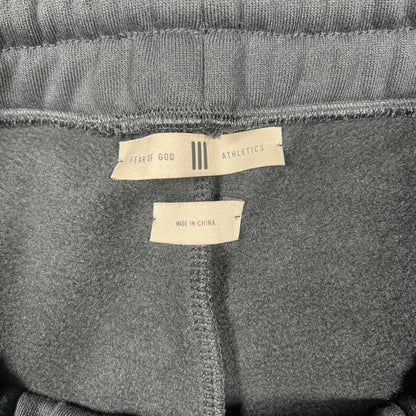 FEAR OF GOD ATHLETICS
MADE IN CHINA